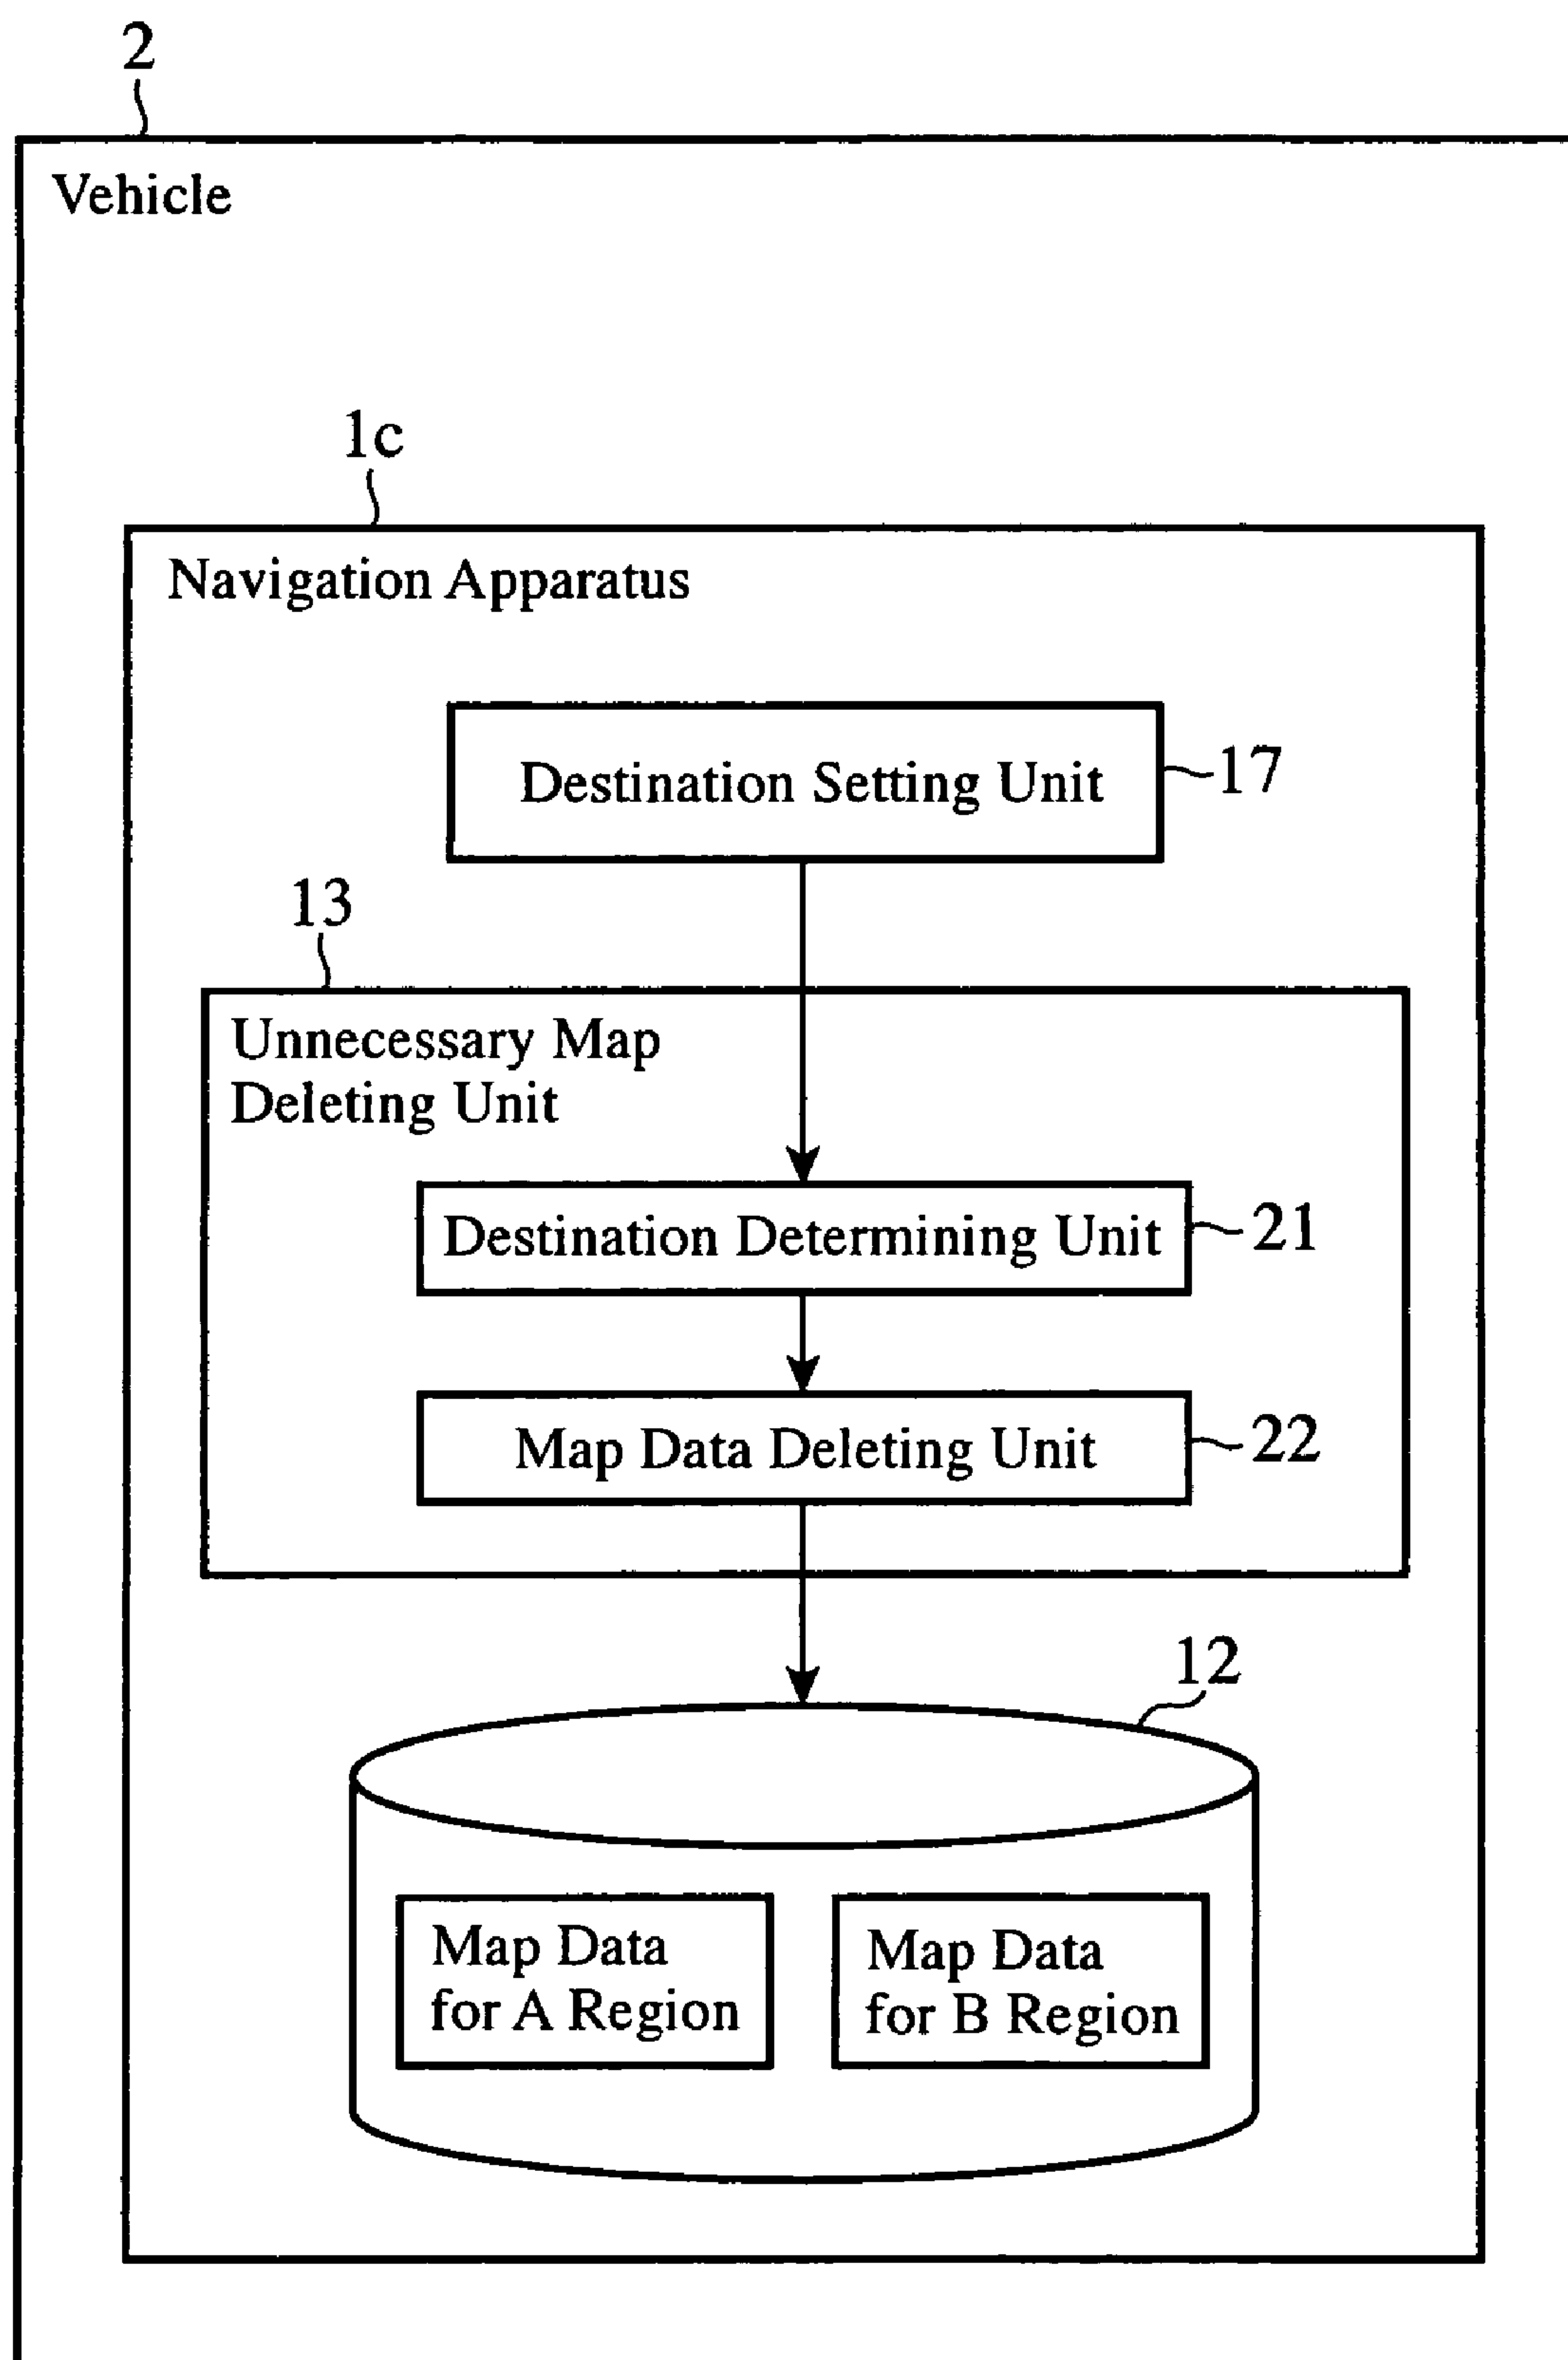 2
Vehicle
1c
Navigation Apparatus
Destination Setting Unit
17
13
Unnecessary Map
Deleting Unit
Destination Determining Unit
21
Map Data Deleting Unit
22
12
Map Data
for A Region
Map Data
for B Region